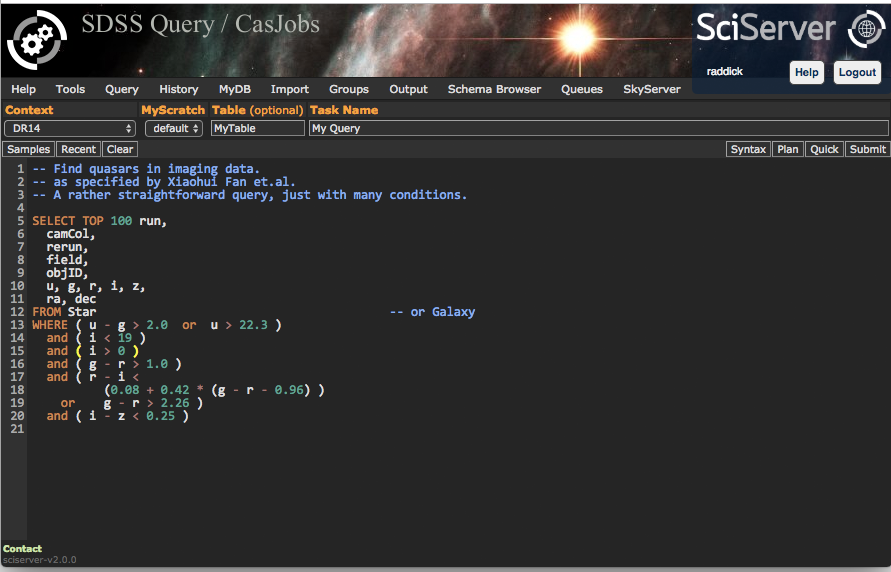 SDSS Query / CasJobs
SciServer
raddick Help Logout
Help Tools Query History MyDB Import Groups Output Schema Browser Queues SkyServer
Context MyScratch Table (optional) Task Name
DR14 default MyTable My Query
Samples Recent Clear Syntax Plan Quick Submit
1 -- Find quasars in imaging data.
2 -- as specified by Xiaohui Fan et.al.
3 -- A rather straightforward query, just with many conditions.
4
5 SELECT TOP 100 run,
6 camCol,
7 rerun,
8 field,
9 objID,
10 u, g, r, i, z,
11 ra, dec
12 FROM Star -- or Galaxy
13 WHERE ( u - g > 2.0 or u > 22.3 )
14 and ( i < 19 )
15 and ( i > 0 )
16 and ( g - r > 1.0 )
17 and ( r - i <
18 (0.08 + 0.42 * (g - r - 0.96) )
19 or g - r > 2.26 )
20 and ( i - z < 0.25 )
21
Contact
sciserver-v2.0.0